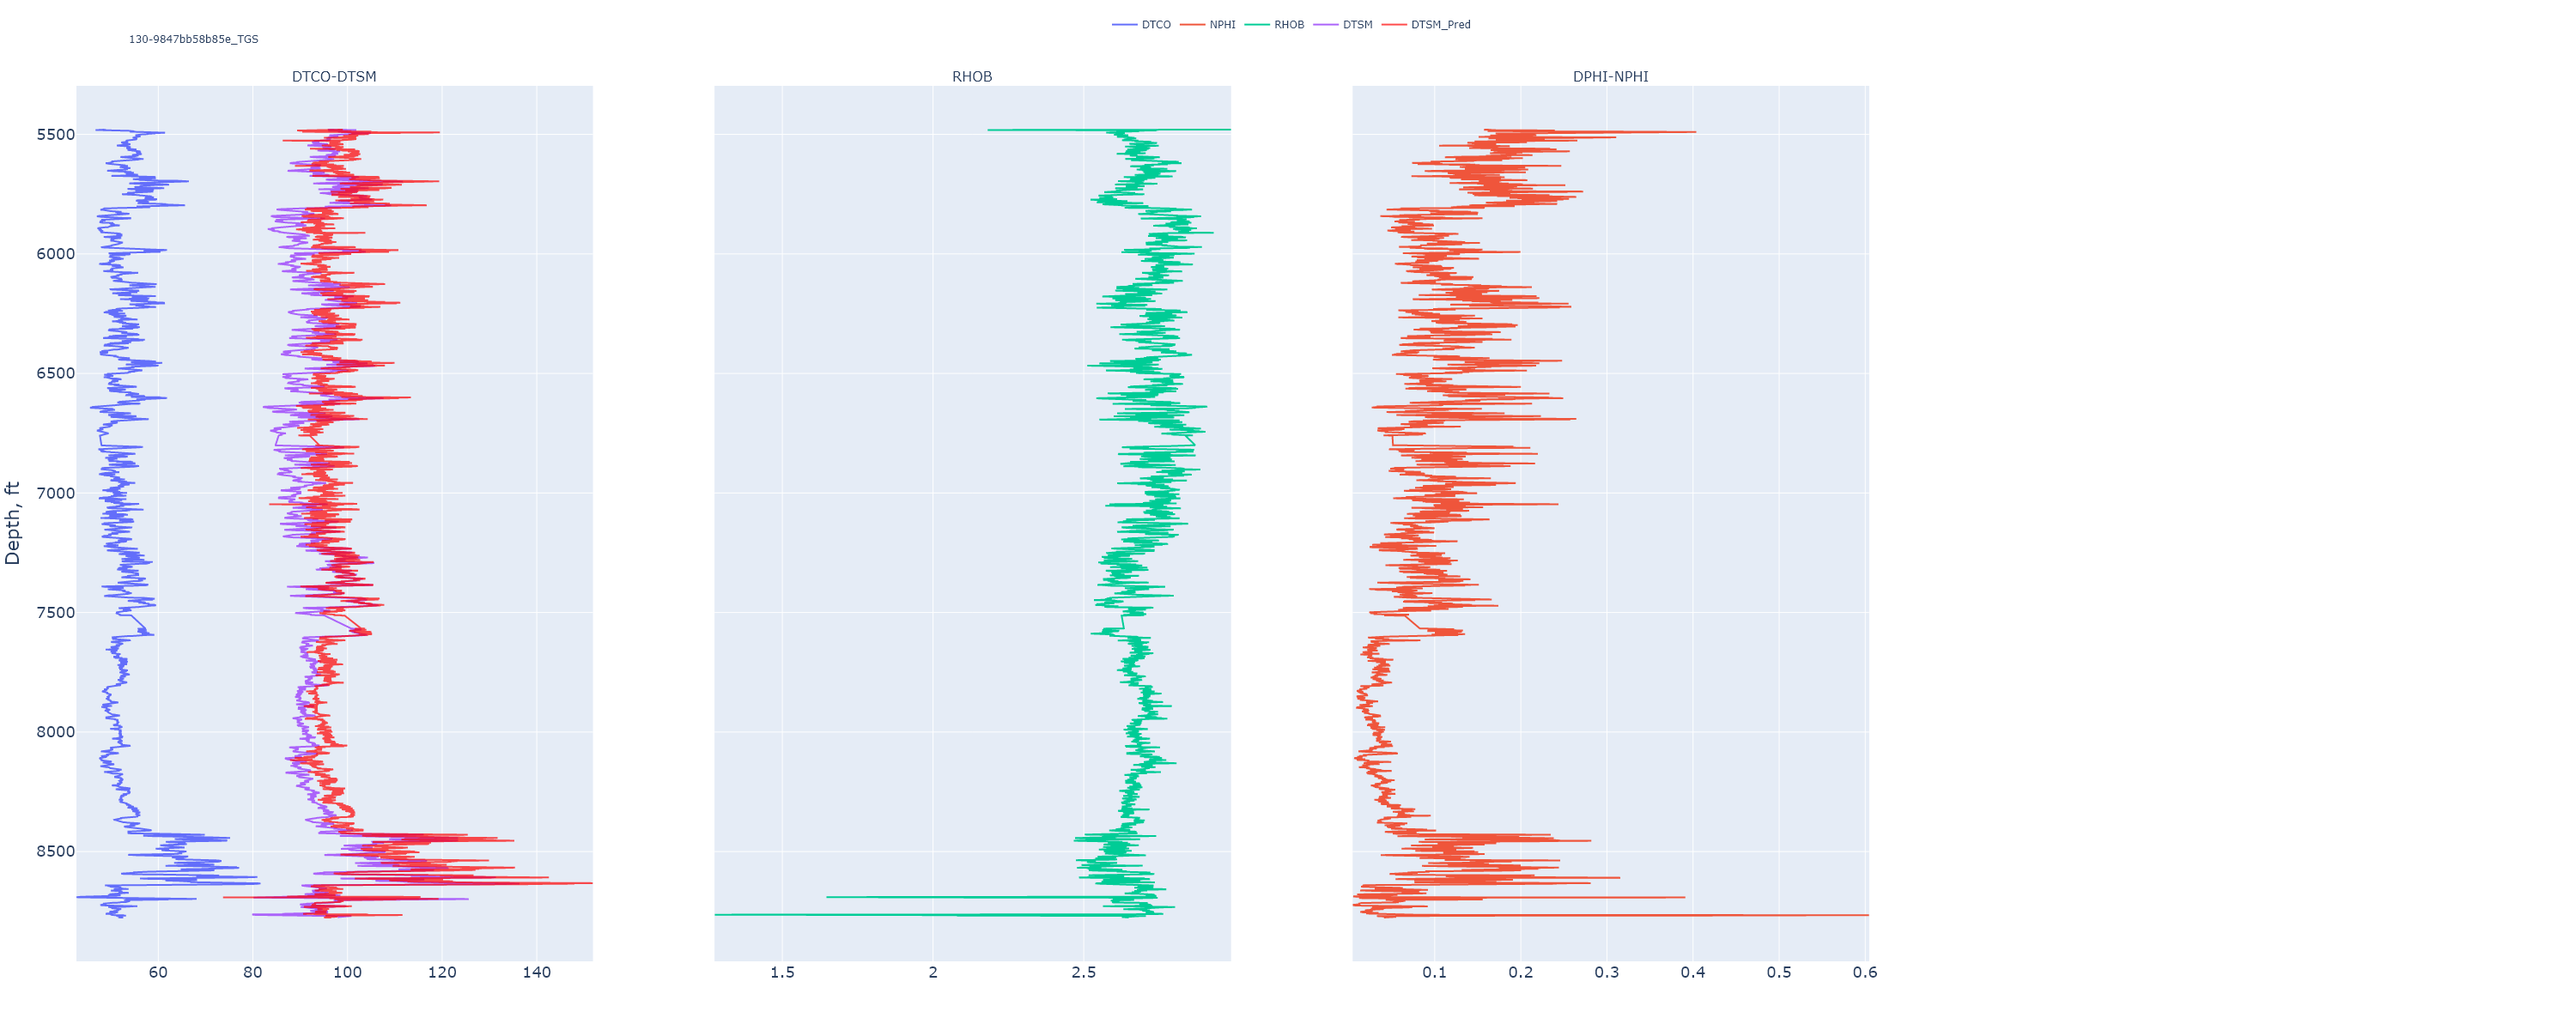 DTCO NPHI RHOB DTSM DTSM_Pred
130-9847bb58b85e_TGS
DTCO-DTSM RHOB DPHI-NPHI
Depth, ft
5500
6000
6500
7000
7500
8000
8500
60 80 100 120 140
1.5 2 2.5
0.1 0.2 0.3 0.4 0.5 0.6